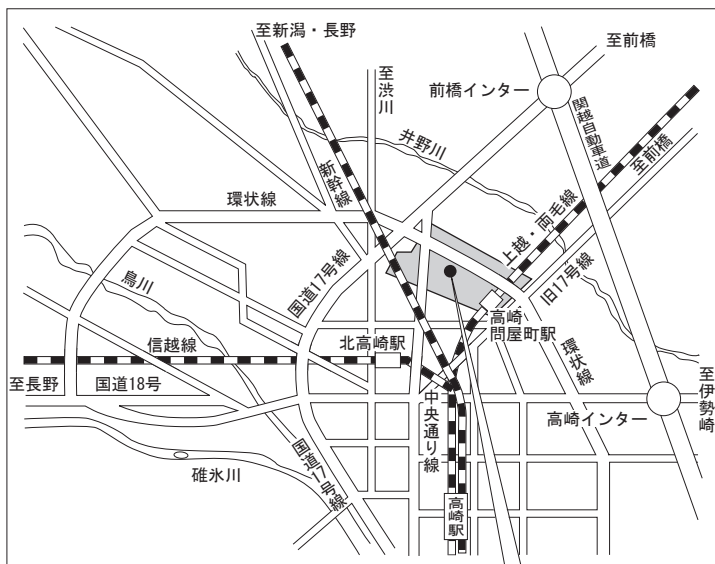 至新潟・長野
至前橋
至渋川
前橋インター
関越自動車道
井野川
至前橋
新幹線
環状線
上越・両毛線
国道17号線
旧17号線
烏川
高崎
問屋町駅
信越線
北高崎駅
環状線
至長野
国道18号
至伊勢崎
中央通り線
高崎インター
国道17号線
碓氷川
高崎駅